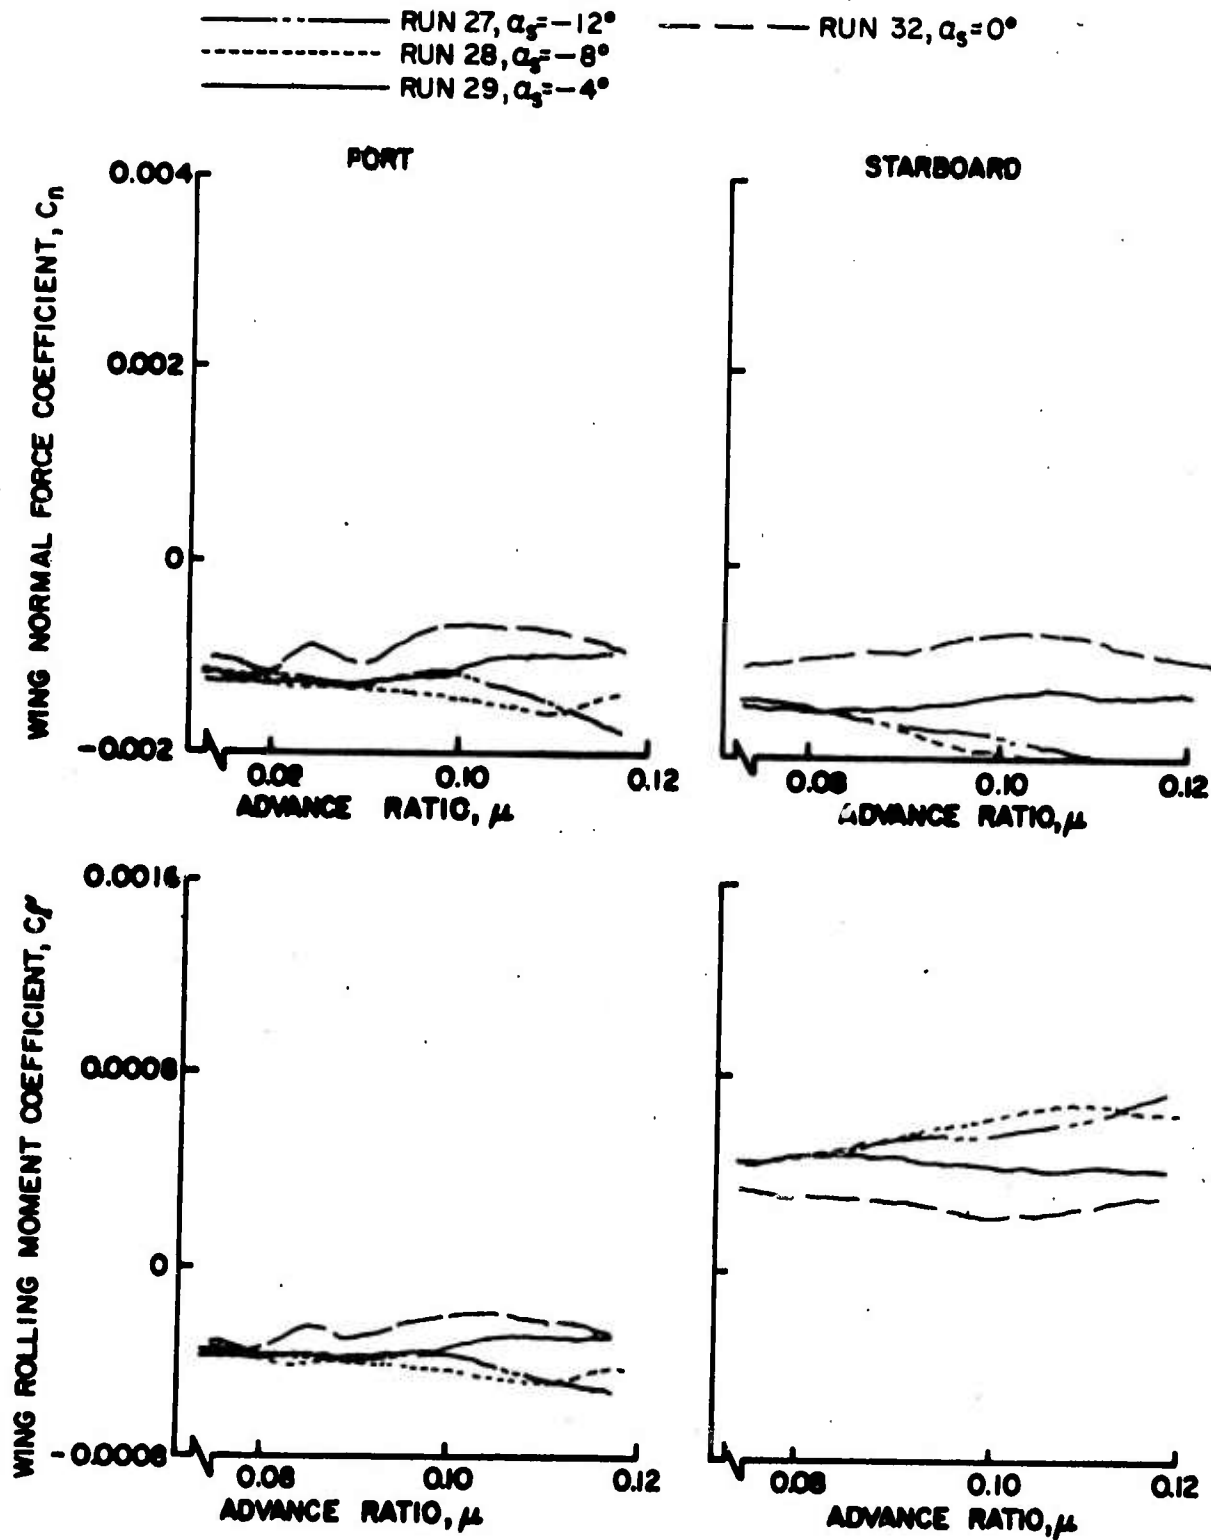 RUN 27, αs=-12°
RUN 32, αs=0°
RUN 28, αs=-8°
RUN 29, αs=-4°
PORT
STARBOARD
WING NORMAL FORCE COEFFICIENT, Cn
0.004
0.002
0
-0.002
0.08
0.10
0.12
ADVANCE RATIO, μ
0.08
0.10
0.12
ADVANCE RATIO, μ
WING ROLLING MOMENT COEFFICIENT, Cℓ'
0.0016
0.0008
0
-0.0008
0.08
0.10
0.12
ADVANCE RATIO, μ
0.08
0.10
0.12
ADVANCE RATIO, μ